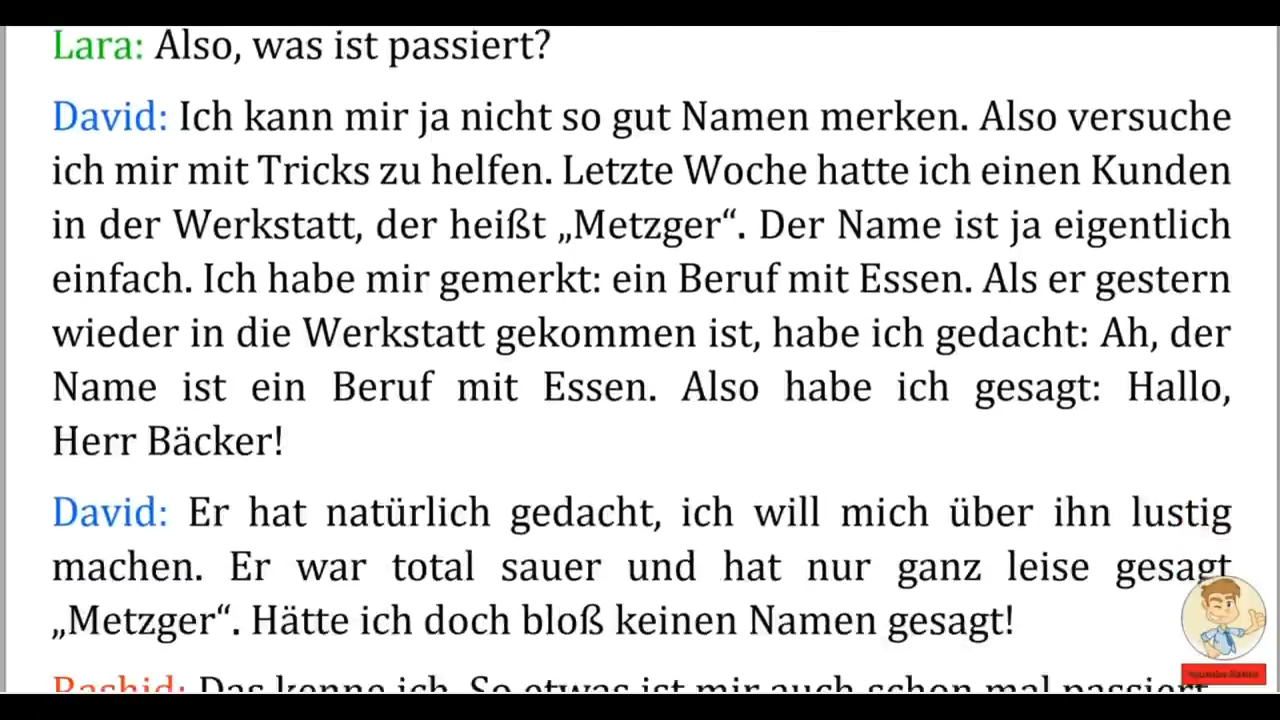 Lara: Also, was ist passiert?
David: Ich kann mir ja nicht so gut Namen merken. Also versuche
ich mir mit Tricks zu helfen. Letzte Woche hatte ich einen Kunden
in der Werkstatt, der heißt „Metzger“. Der Name ist ja eigentlich
einfach. Ich habe mir gemerkt: ein Beruf mit Essen. Als er gestern
wieder in die Werkstatt gekommen ist, habe ich gedacht: Ah, der
Name ist ein Beruf mit Essen. Also habe ich gesagt: Hallo,
Herr Bäcker!
David: Er hat natürlich gedacht, ich will mich über ihn lustig
machen. Er war total sauer und hat nur ganz leise gesagt
„Metzger“. Hätte ich doch bloß keinen Namen gesagt!
Rashid: Das kenne ich. So etwas ist mir auch schon mal passiert.